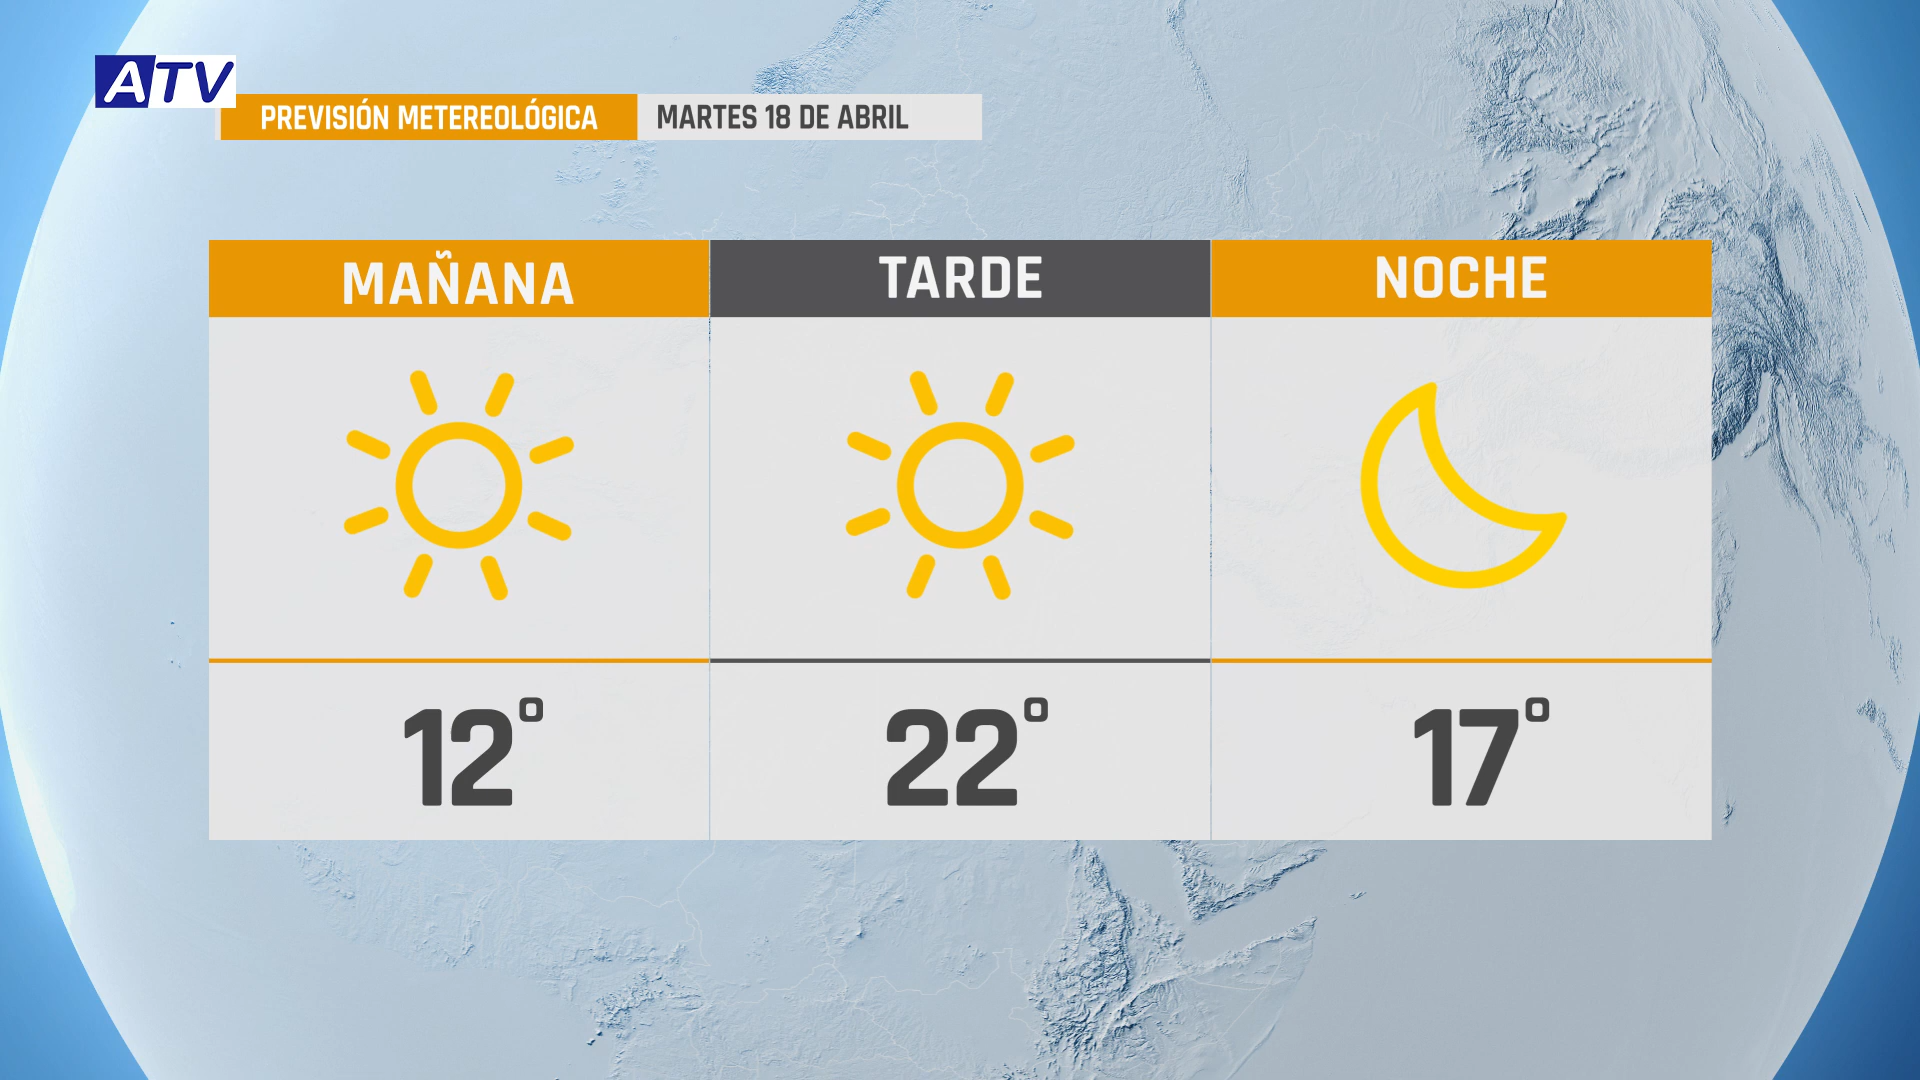 ATV
PREVISIÓN METEREOLÓGICA MARTES 18 DE ABRIL
MAÑANA TARDE NOCHE
12° 22° 17°